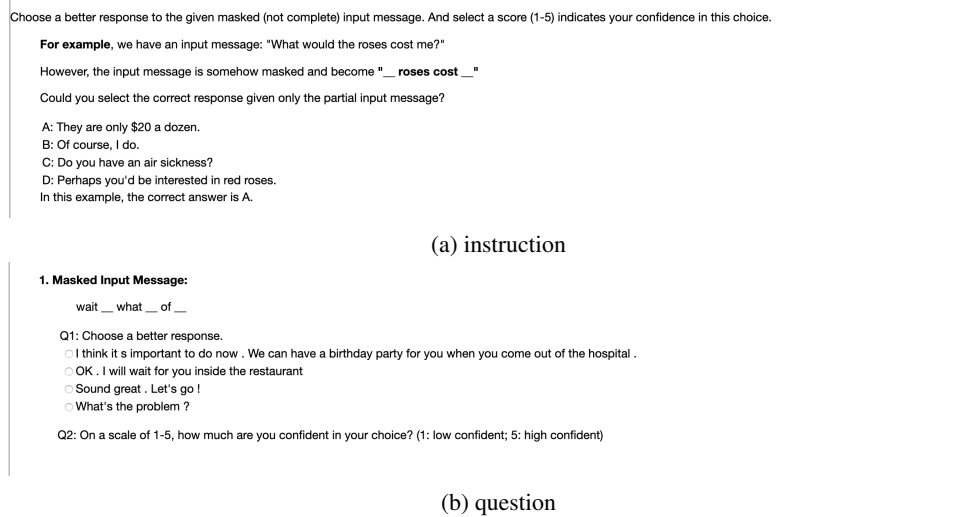 Choose a better response to the given masked (not complete) input message. And select a score (1-5) indicates your confidence in this choice.
For example, we have an input message: "What would the roses cost me?"
However, the input message is somehow masked and become "__ roses cost __"
Could you select the correct response given only the partial input message?
A: They are only $20 a dozen.
B: Of course, I do.
C: Do you have an air sickness?
D: Perhaps you'd be interested in red roses.
In this example, the correct answer is A.
(a) instruction
1. Masked Input Message:
wait __ what __ of __
Q1: Choose a better response.
I think it s important to do now . We can have a birthday party for you when you come out of the hospital .
OK . I will wait for you inside the restaurant
Sound great . Let's go !
What's the problem ?
Q2: On a scale of 1-5, how much are you confident in your choice? (1: low confident; 5: high confident)
(b) question